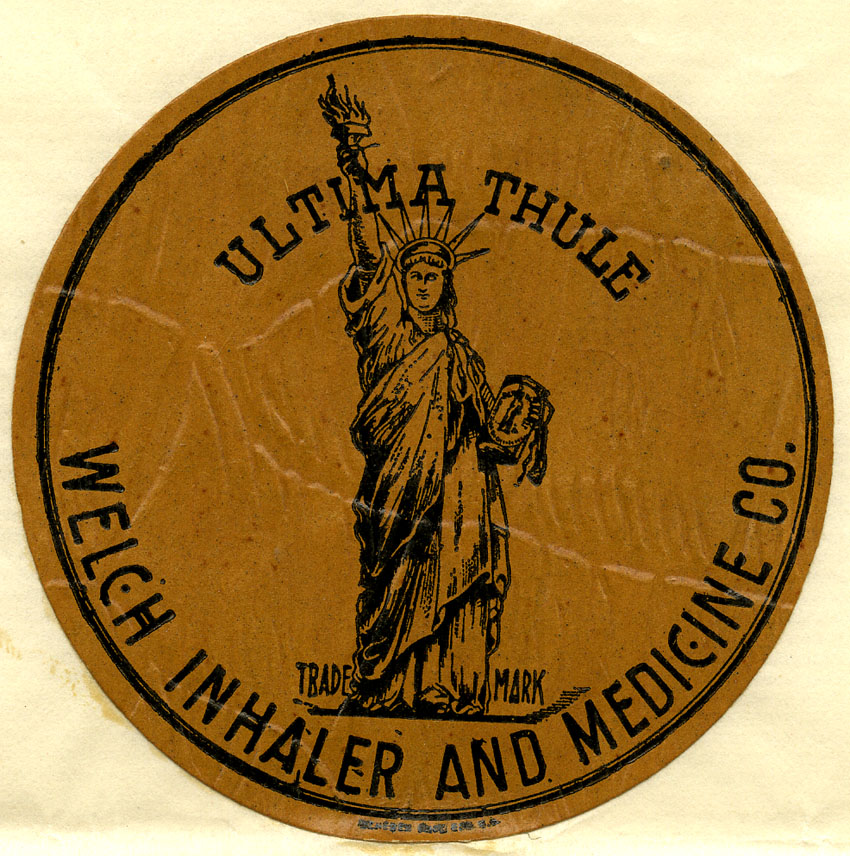 ULTIMA THULE
TRADE MARK
WELCH INHALER AND MEDICINE CO.